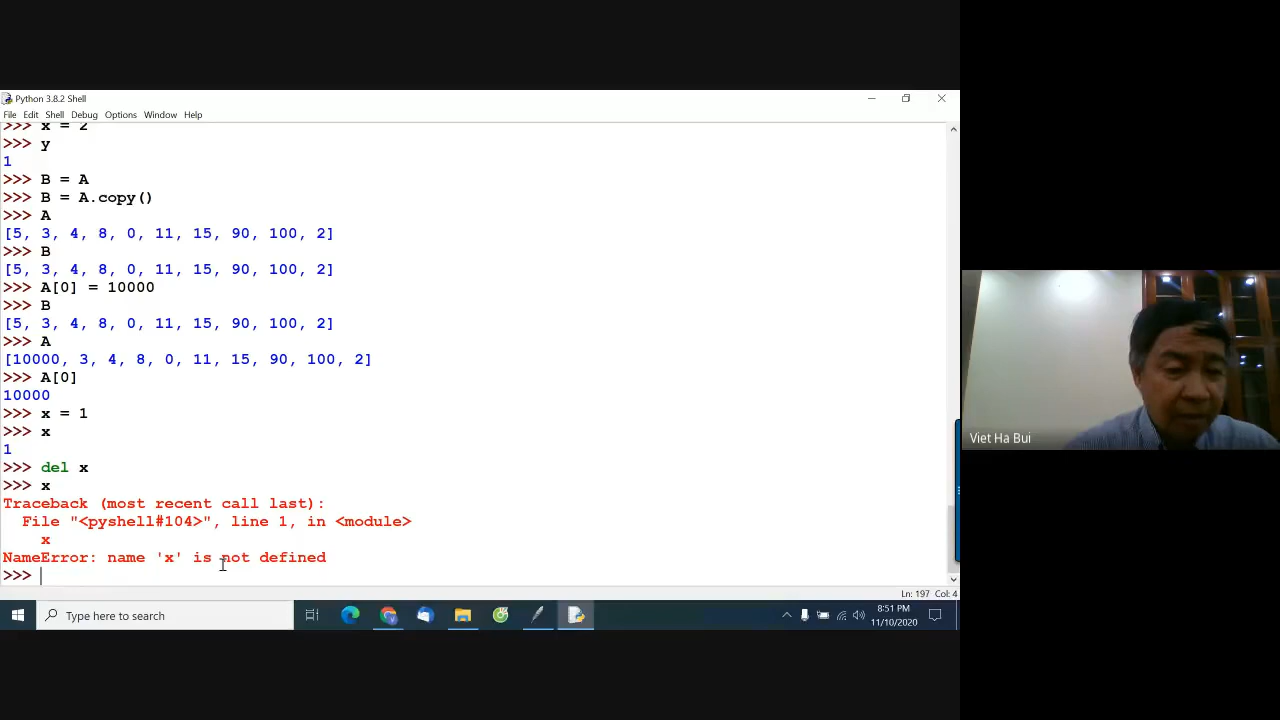 Python 3.8.2 Shell
File Edit Shell Debug Options Window Help
>>> x = 2
>>> y
1
>>> B = A
>>> B = A.copy()
>>> A
[5, 3, 4, 8, 0, 11, 15, 90, 100, 2]
>>> B
[5, 3, 4, 8, 0, 11, 15, 90, 100, 2]
>>> A[0] = 10000
>>> B
[5, 3, 4, 8, 0, 11, 15, 90, 100, 2]
>>> A
[10000, 3, 4, 8, 0, 11, 15, 90, 100, 2]
>>> A[0]
10000
>>> x = 1
>>> x
1
>>> del x
>>> x
Traceback (most recent call last):
File "<pyshell#104>", line 1, in <module>
x
NameError: name 'x' is not defined
>>>
Ln: 197 Col: 4
Type here to search
8:51 PM
11/10/2020
Viet Ha Bui